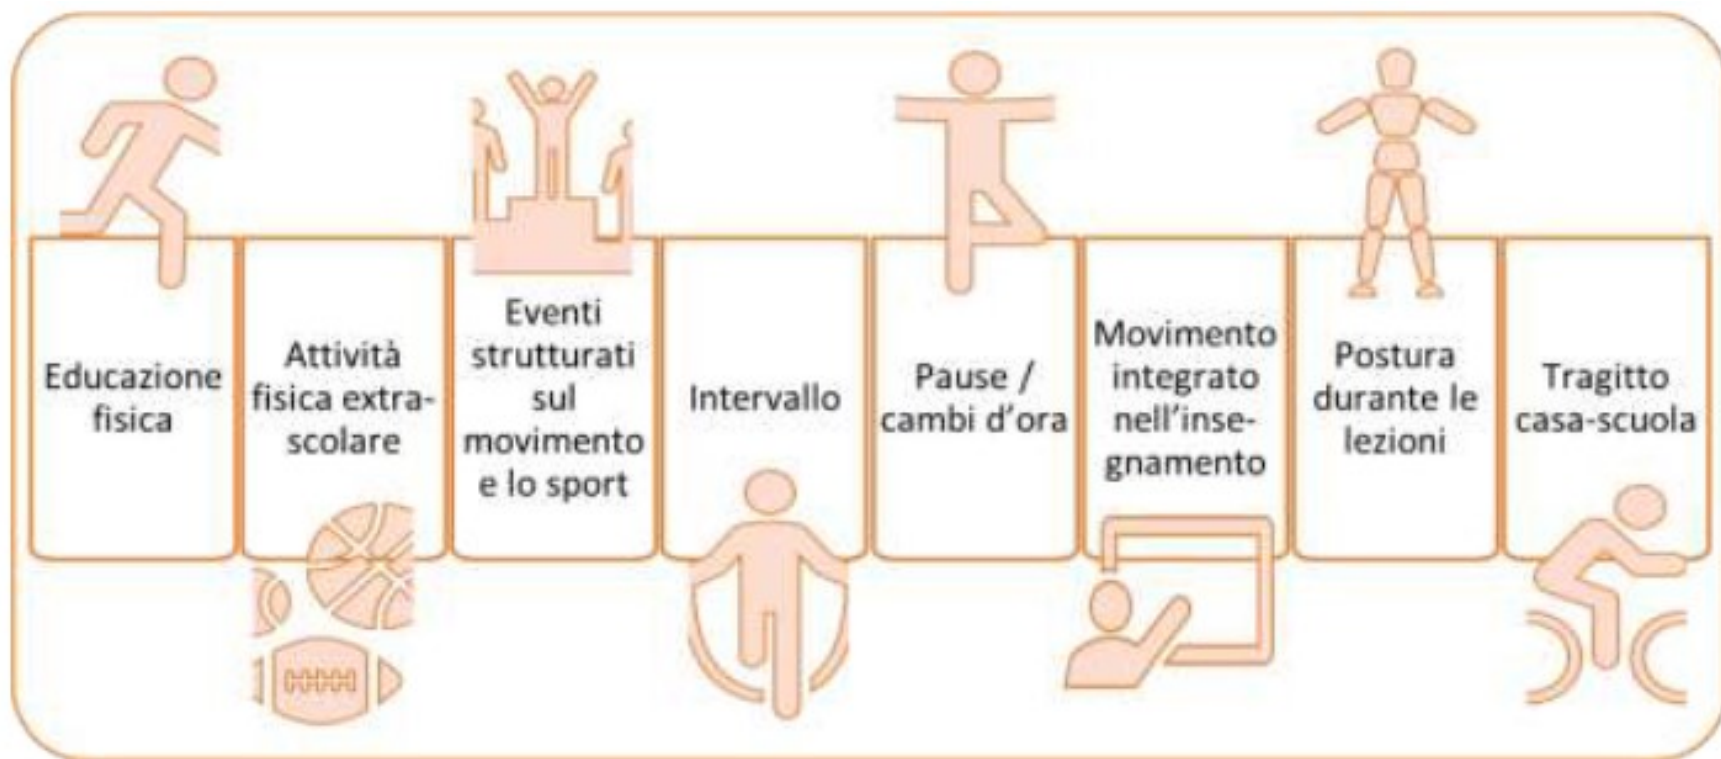 Educazione
fisica
Attività
fisica extra-
scolare
Eventi
strutturati
sul
movimento
e lo sport
Intervallo
Pause /
cambi d'ora
Movimento
integrato
nell'inse-
gnamento
Postura
durante le
lezioni
Tragitto
casa-scuola